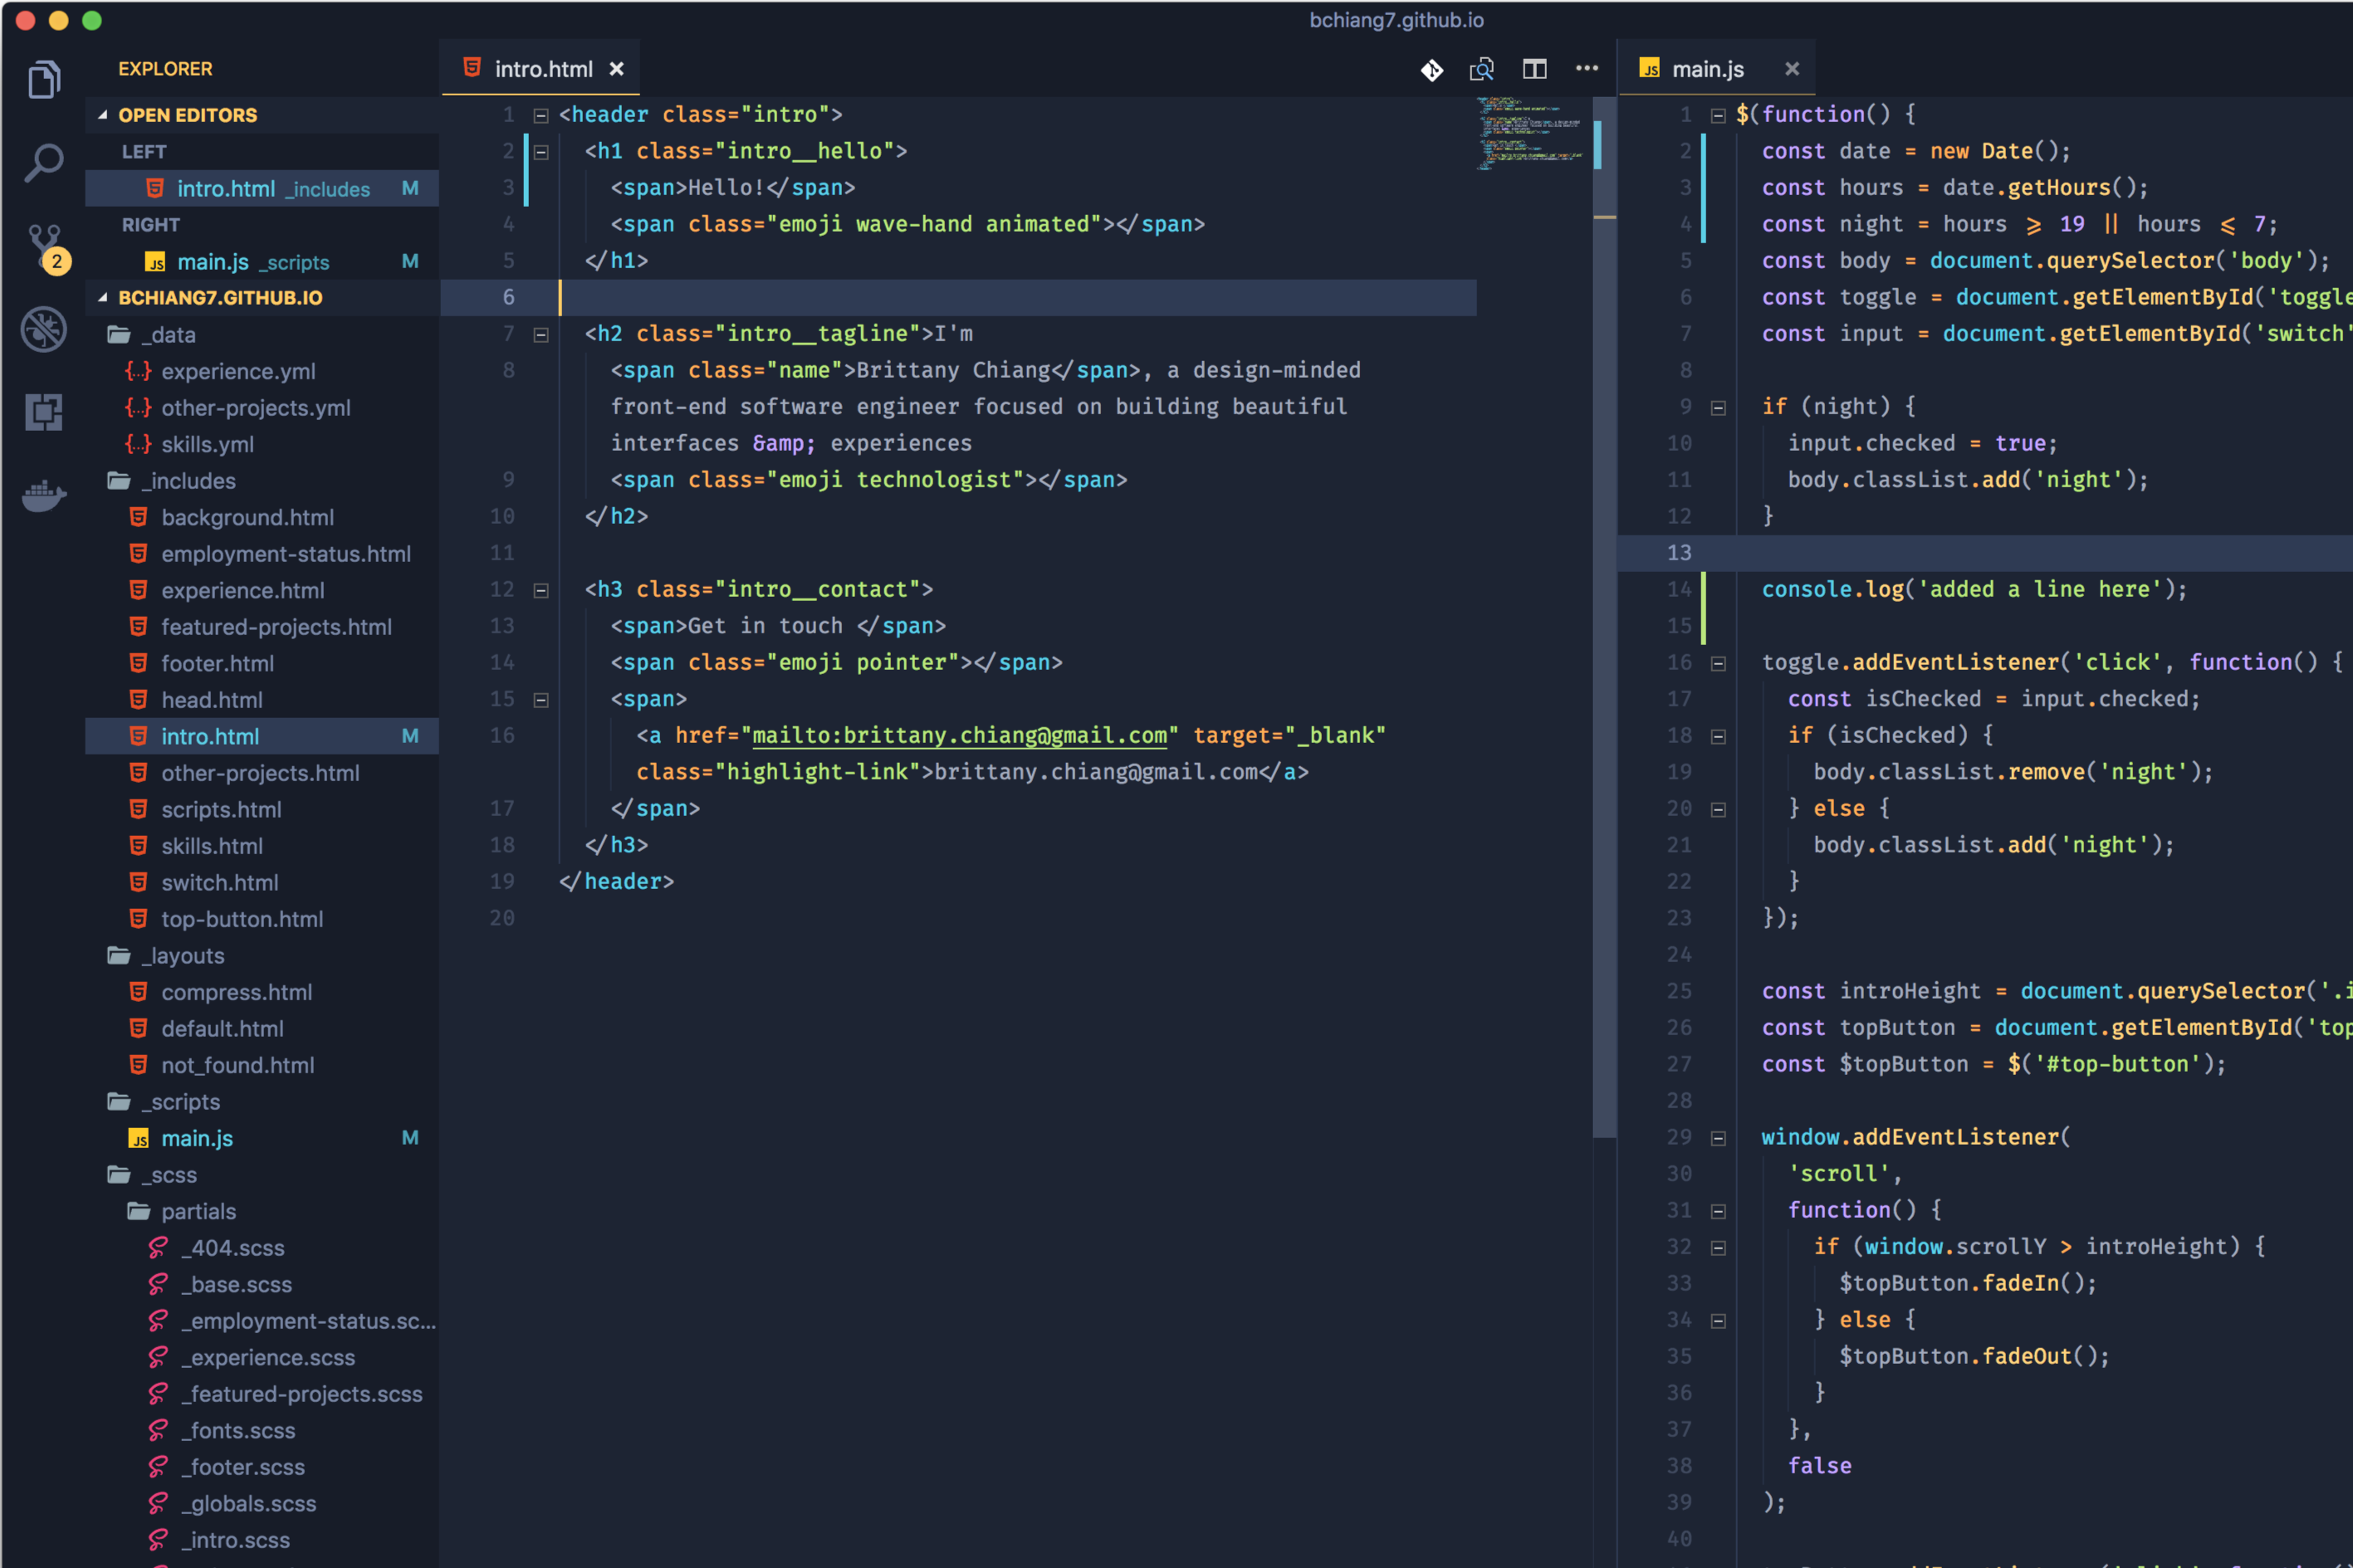 bchiang7.github.io
EXPLORER
OPEN EDITORS
LEFT
intro.html _includes M
RIGHT
main.js _scripts M
BCHIANG7.GITHUB.IO
_data
experience.yml
other-projects.yml
skills.yml
_includes
background.html
employment-status.html
experience.html
featured-projects.html
footer.html
head.html
intro.html M
other-projects.html
scripts.html
skills.html
switch.html
top-button.html
_layouts
compress.html
default.html
not_found.html
_scripts
main.js M
_scss
partials
_404.scss
_base.scss
_employment-status.sc...
_experience.scss
_featured-projects.scss
_fonts.scss
_footer.scss
_globals.scss
_intro.scss
2
intro.html
1 <header class="intro">
2 <h1 class="intro__hello">
3 <span>Hello!</span>
4 <span class="emoji wave-hand animated"></span>
5 </h1>
6
7 <h2 class="intro__tagline">I'm
8 <span class="name">Brittany Chiang</span>, a design-minded
front-end software engineer focused on building beautiful
interfaces &amp; experiences
9 <span class="emoji technologist"></span>
10 </h2>
11
12 <h3 class="intro__contact">
13 <span>Get in touch </span>
14 <span class="emoji pointer"></span>
15 <span>
16 <a href="mailto:brittany.chiang@gmail.com" target="_blank"
class="highlight-link">brittany.chiang@gmail.com</a>
17 </span>
18 </h3>
19 </header>
20
main.js
1 $(function() {
2 const date = new Date();
3 const hours = date.getHours();
4 const night = hours ⩾ 19 || hours ⩽ 7;
5 const body = document.querySelector('body');
6 const toggle = document.getElementById('toggle
7 const input = document.getElementById('switch'
8
9 if (night) {
10 input.checked = true;
11 body.classList.add('night');
12 }
13
14 console.log('added a line here');
15
16 toggle.addEventListener('click', function() {
17 const isChecked = input.checked;
18 if (isChecked) {
19 body.classList.remove('night');
20 } else {
21 body.classList.add('night');
22 }
23 });
24
25 const introHeight = document.querySelector('.i
26 const topButton = document.getElementById('top
27 const $topButton = $('#top-button');
28
29 window.addEventListener(
30 'scroll',
31 function() {
32 if (window.scrollY > introHeight) {
33 $topButton.fadeIn();
34 } else {
35 $topButton.fadeOut();
36 }
37 },
38 false
39 );
40